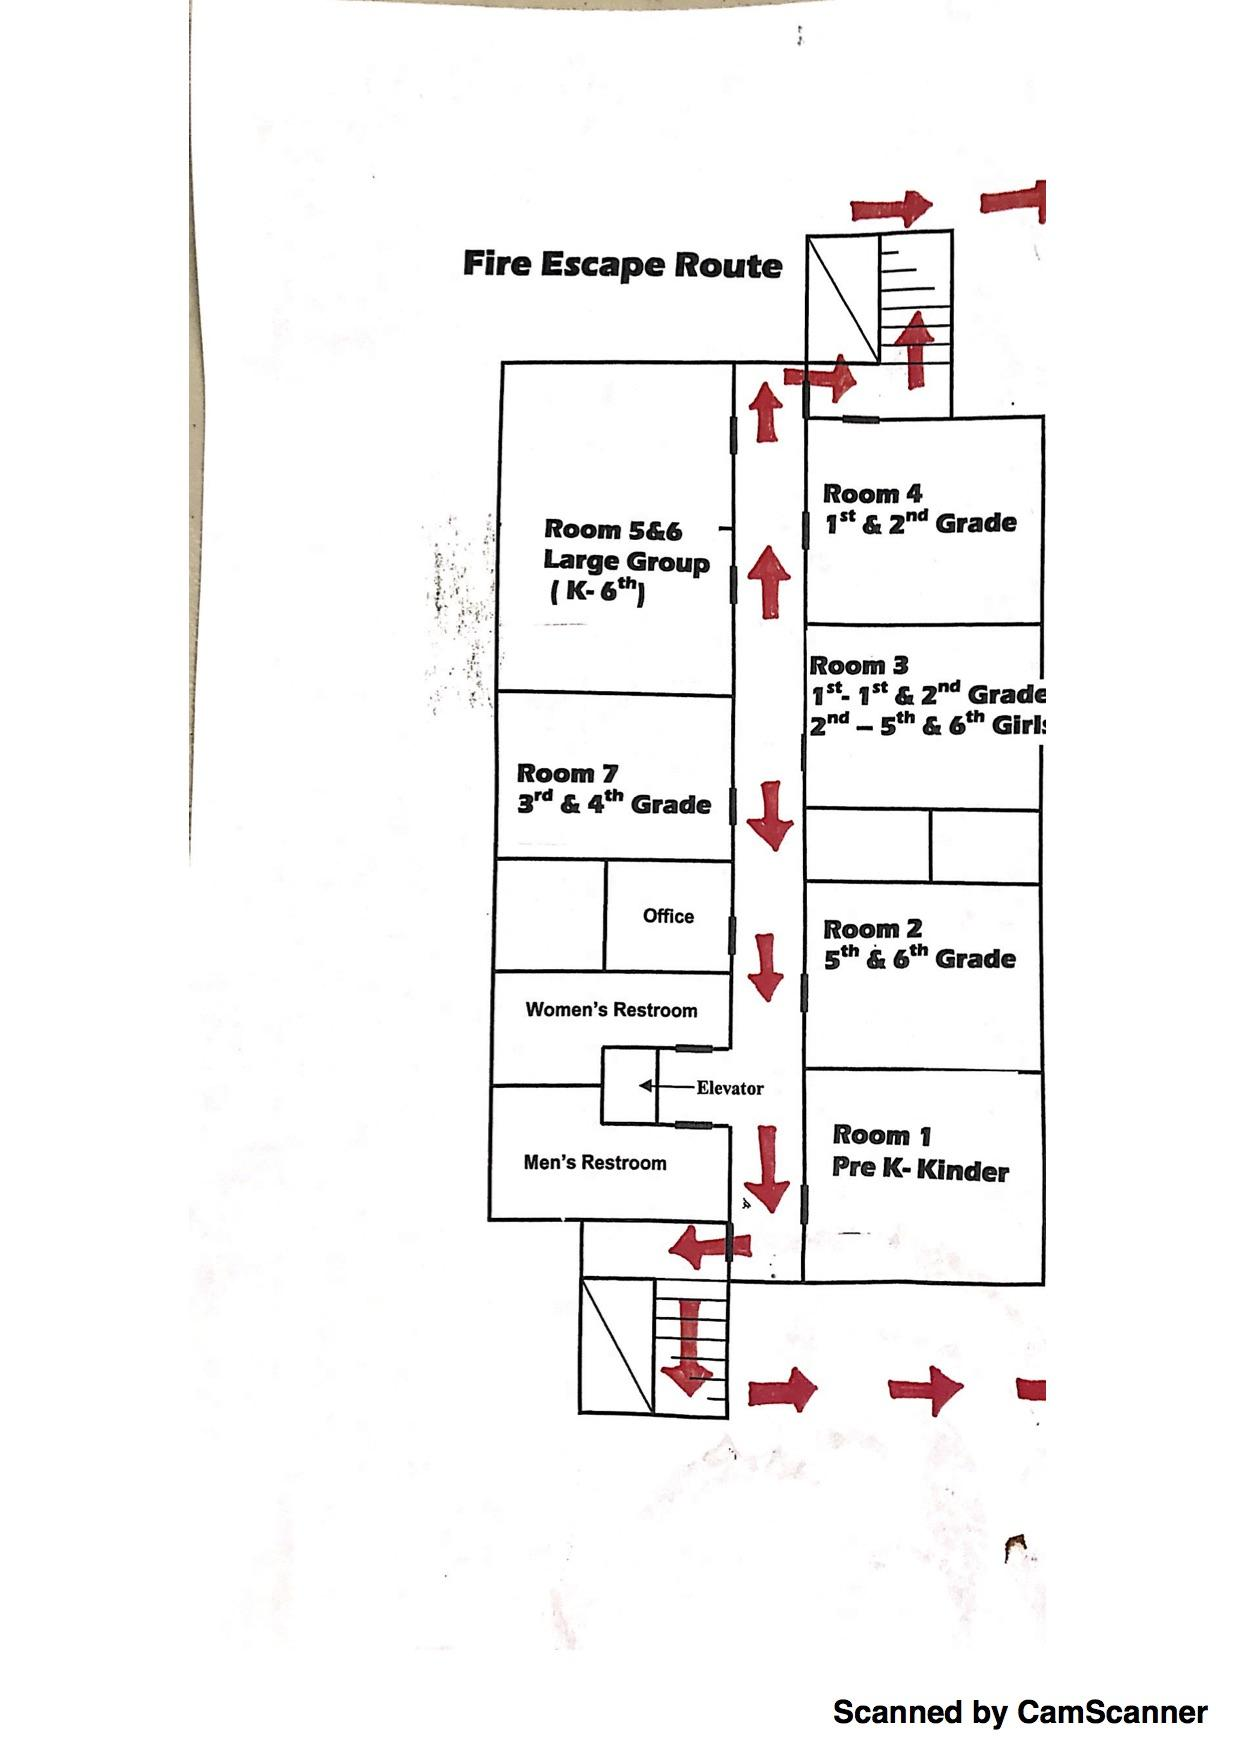 Fire Escape Route
Room 4
1st & 2nd Grade
Room 5&6
Large Group
( K- 6th)
Room 3
1st- 1st & 2nd Grade
2nd – 5th & 6th Girls
Room 7
3rd & 4th Grade
Office
Room 2
5th & 6th Grade
Women's Restroom
Elevator
Room 1
Pre K- Kinder
Men's Restroom
Scanned by CamScanner